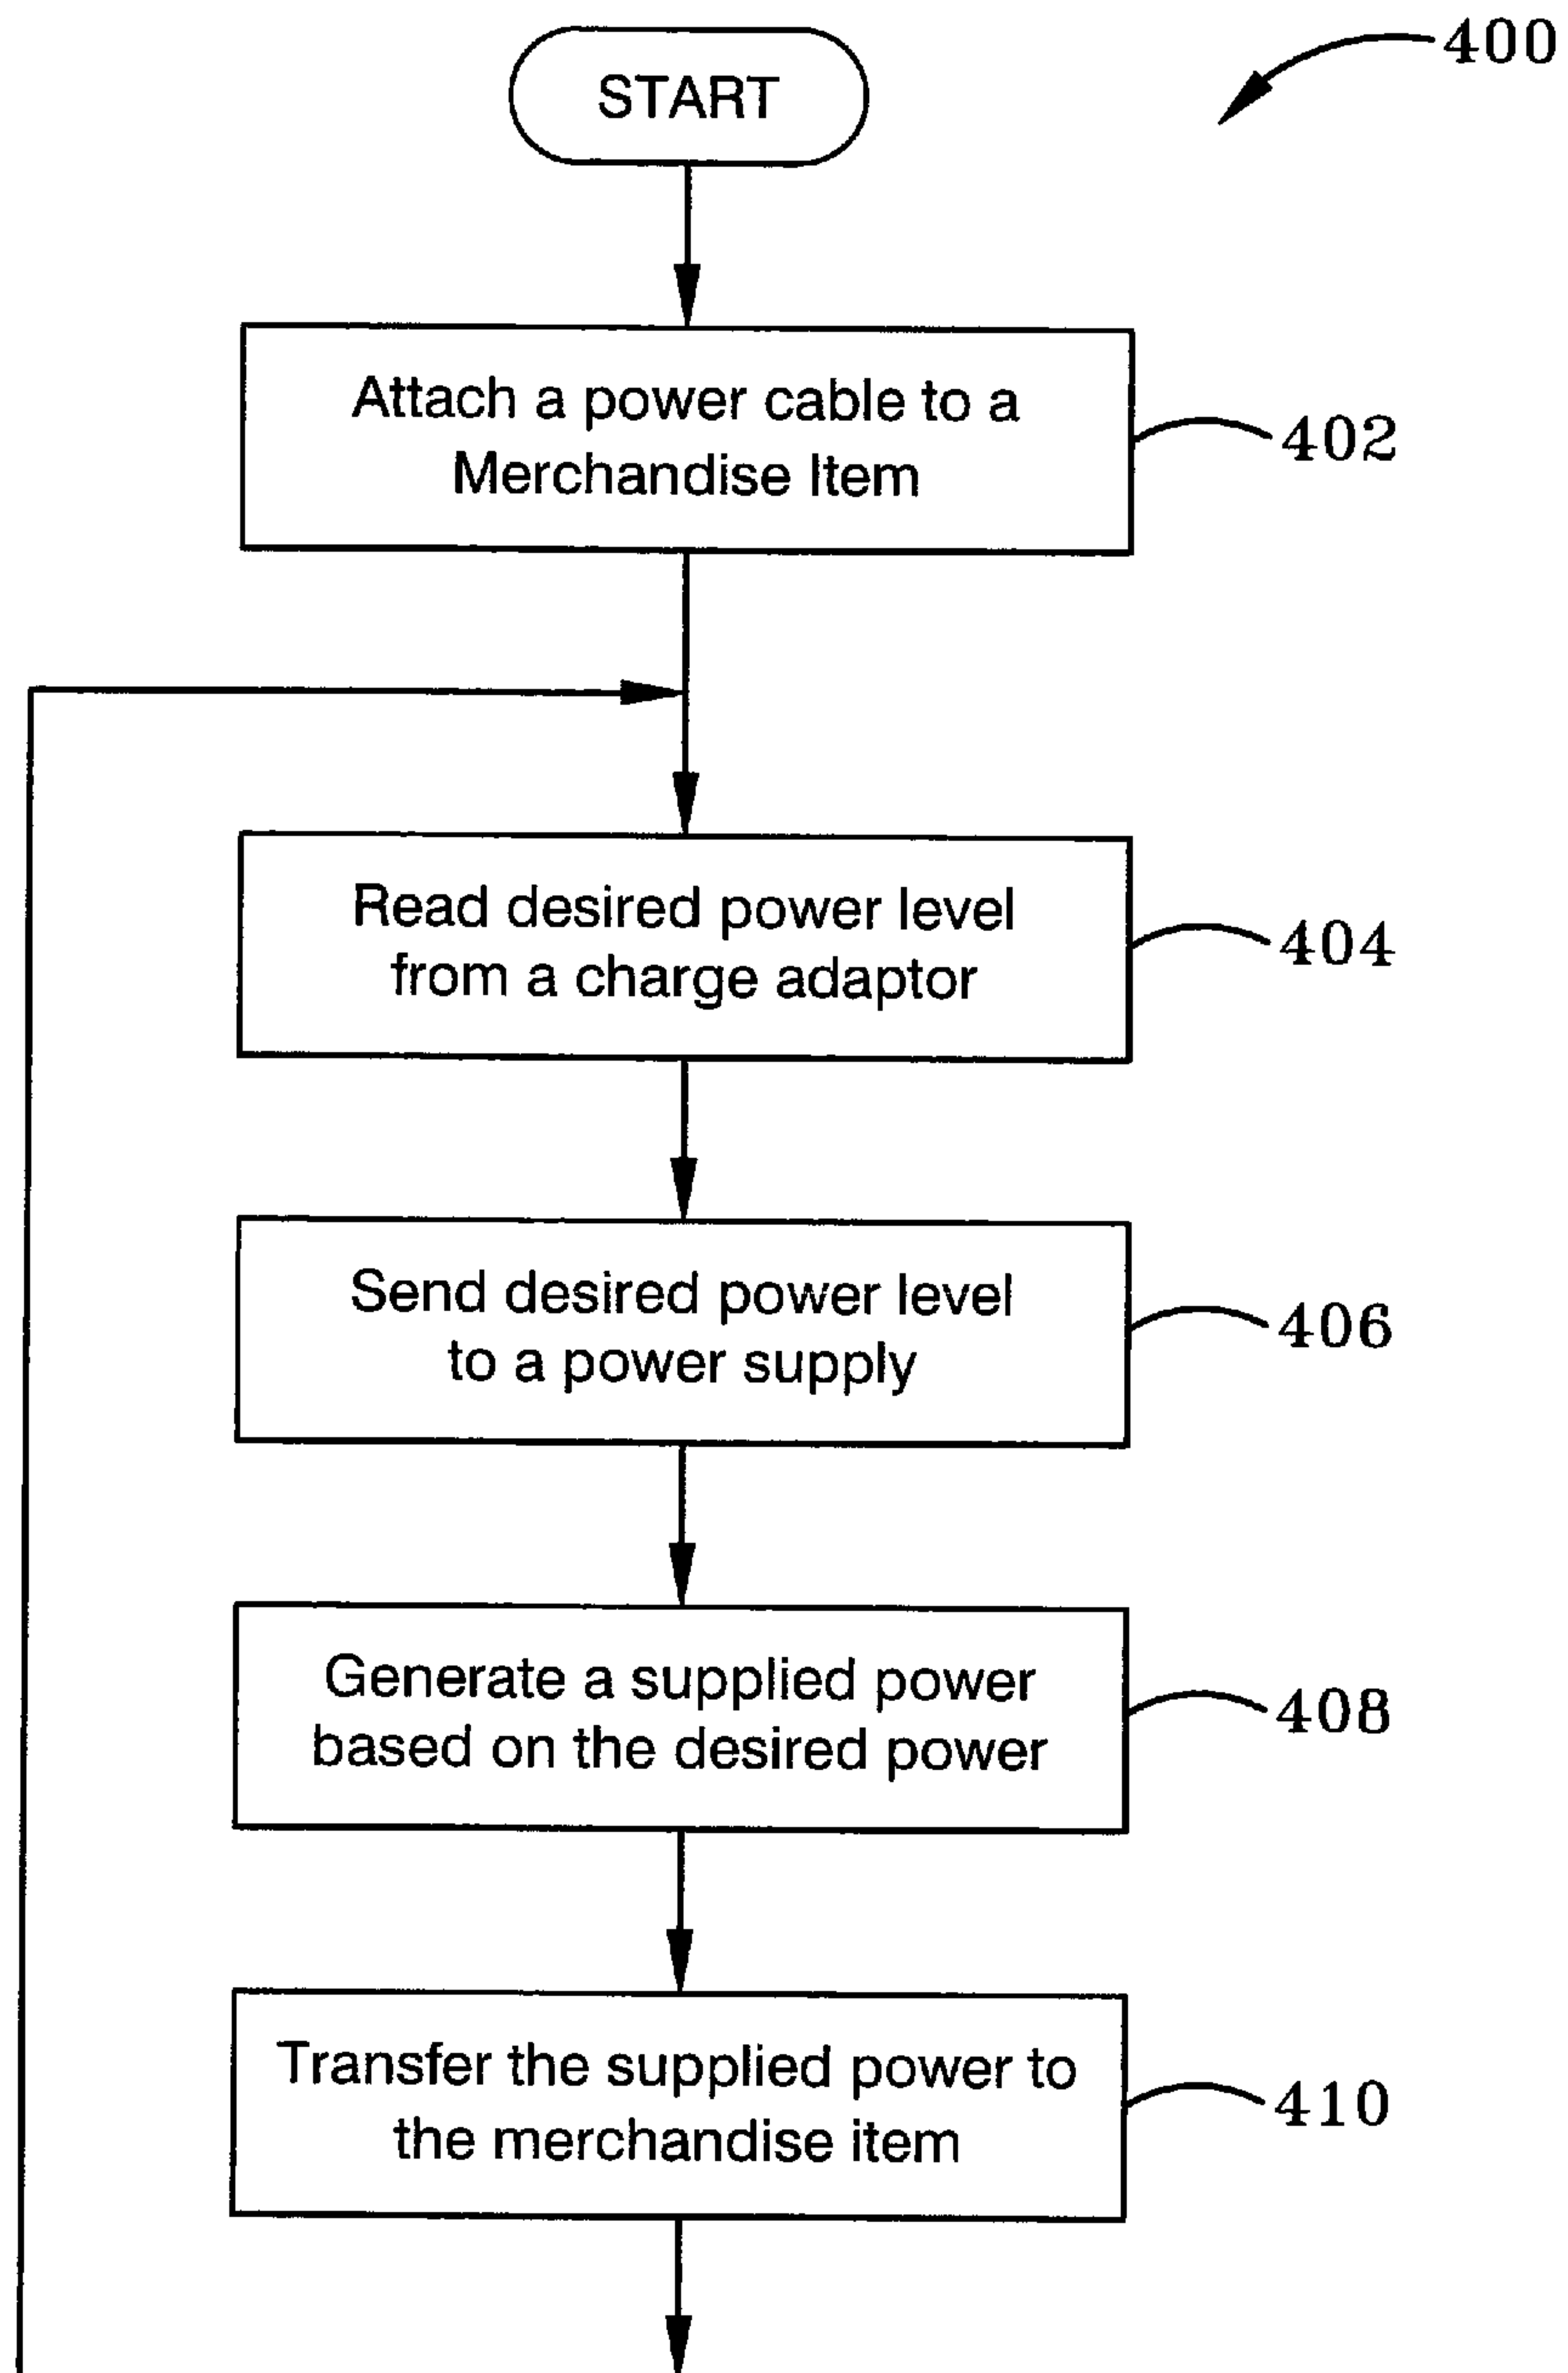 400
START
Attach a power cable to a
Merchandise Item
402
Read desired power level
from a charge adaptor
404
Send desired power level
to a power supply
406
Generate a supplied power
based on the desired power
408
Transfer the supplied power to
the merchandise item
410